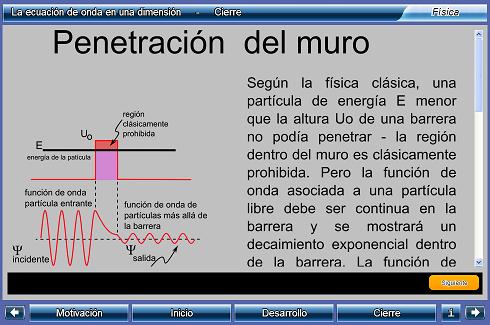 La ecuación de onda en una dimensión - Cierre
Física
Penetración del muro
región
clásicamente
prohibida
Uo
E
energía de la patícula
función de onda
partícula entrante
función de onda de
partículas más allá de
la barrera
Ψ
incidente
Ψ
salida
Según la física clásica, una
partícula de energía E menor
que la altura Uo de una barrera
no podía penetrar - la región
dentro del muro es clásicamente
prohibida. Pero la función de
onda asociada a una partícula
libre debe ser continua en la
barrera y se mostrará un
decaimiento exponencial dentro
de la barrera. La función de
Siguiente
Motivación
Inicio
Desarrollo
Cierre
i